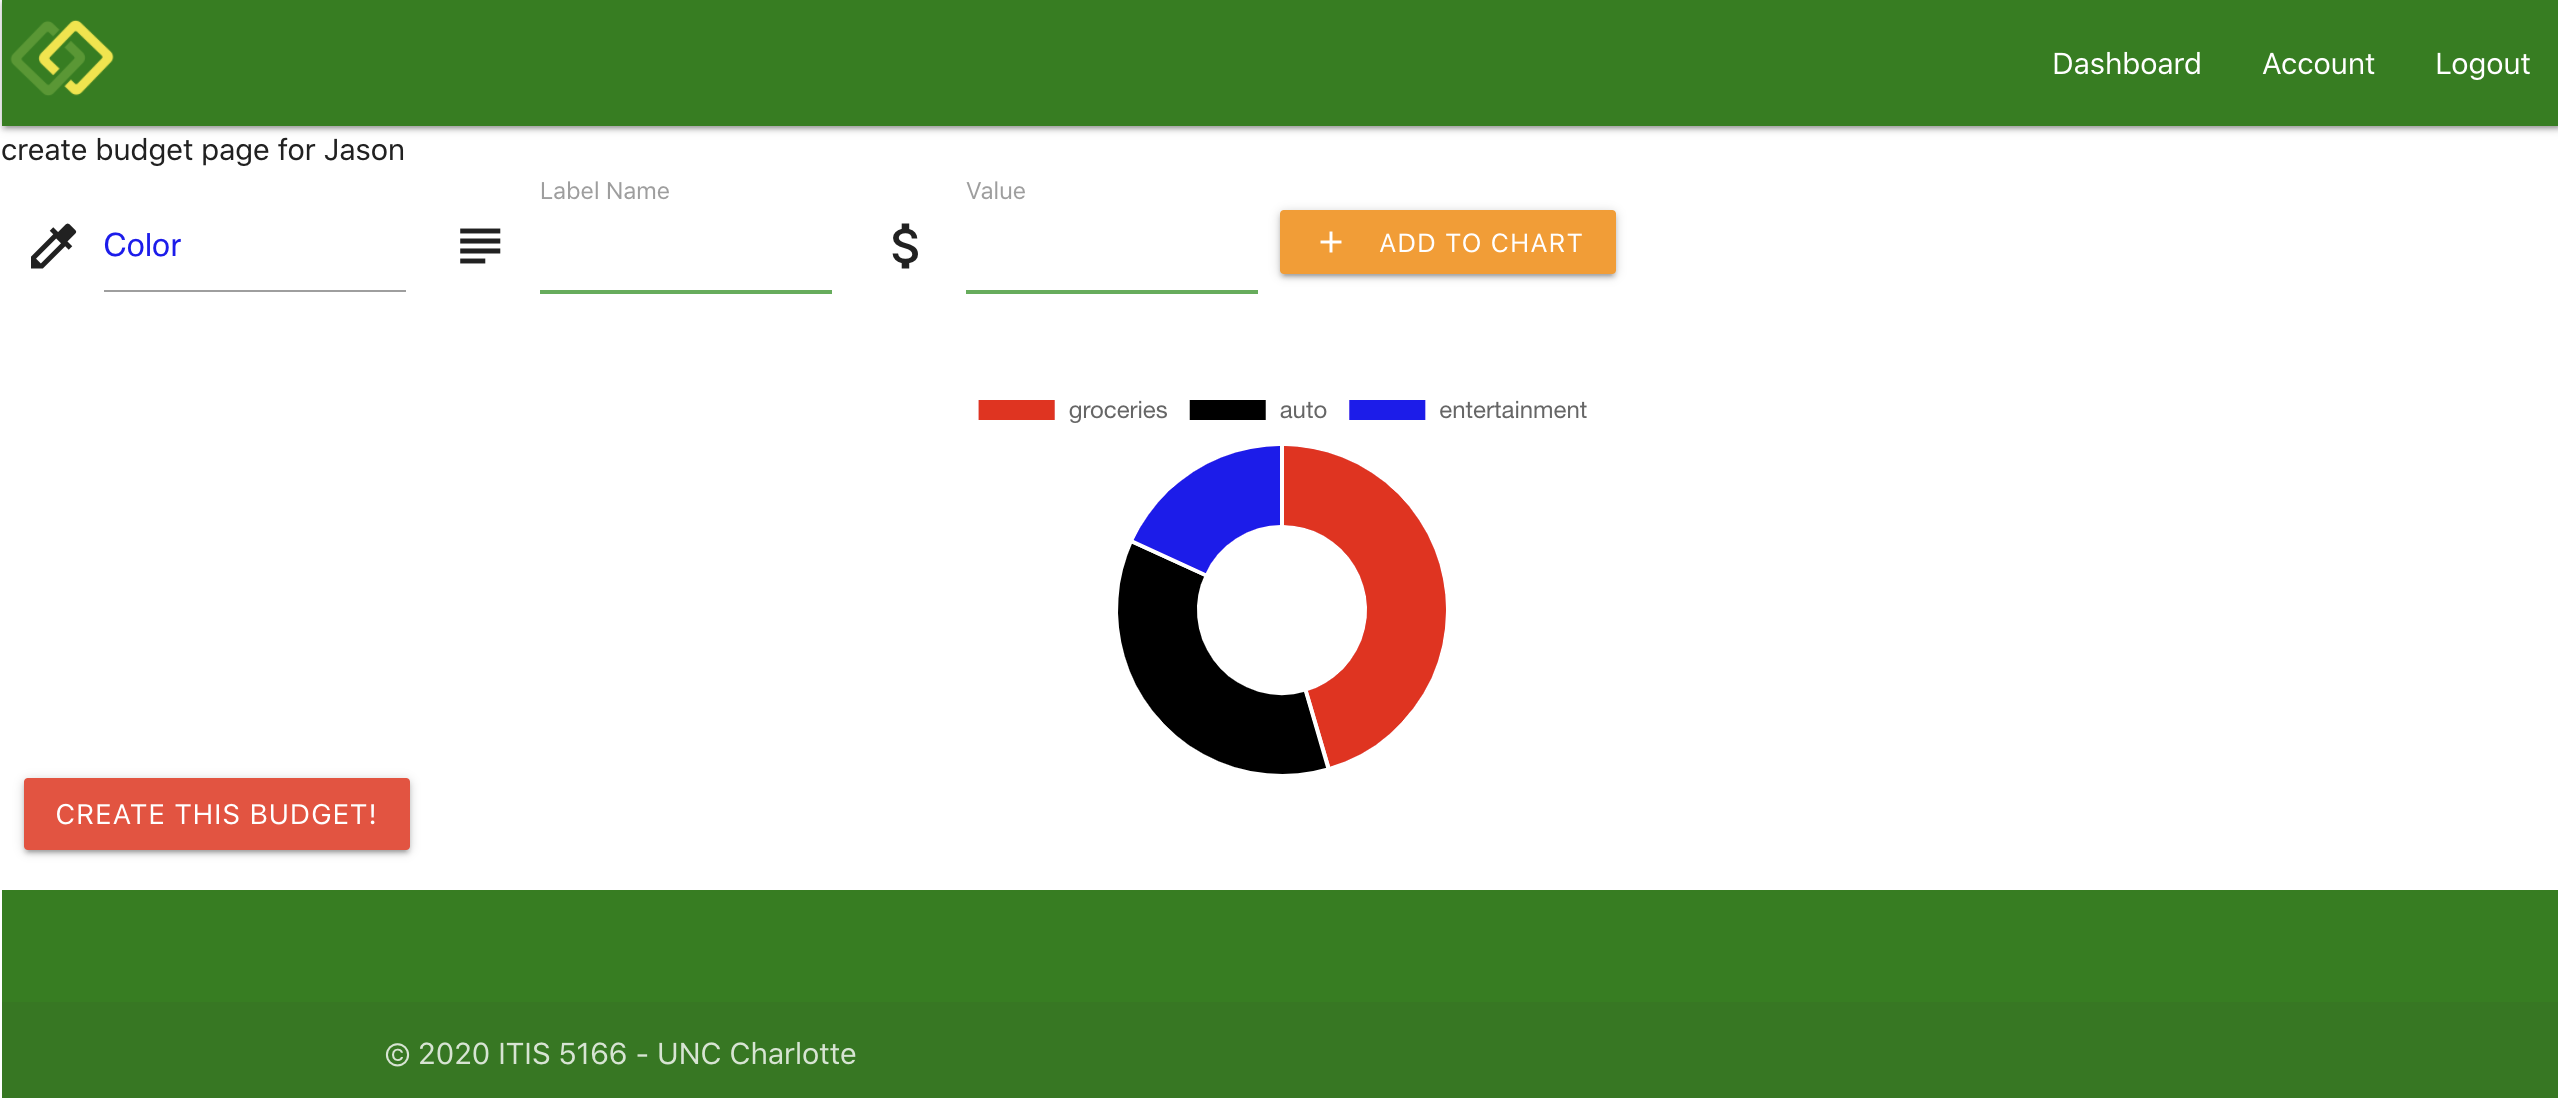 Dashboard Account Logout
create budget page for Jason
Label Name Value
Color $ + ADD TO CHART
groceries auto entertainment
CREATE THIS BUDGET!
© 2020 ITIS 5166 - UNC Charlotte